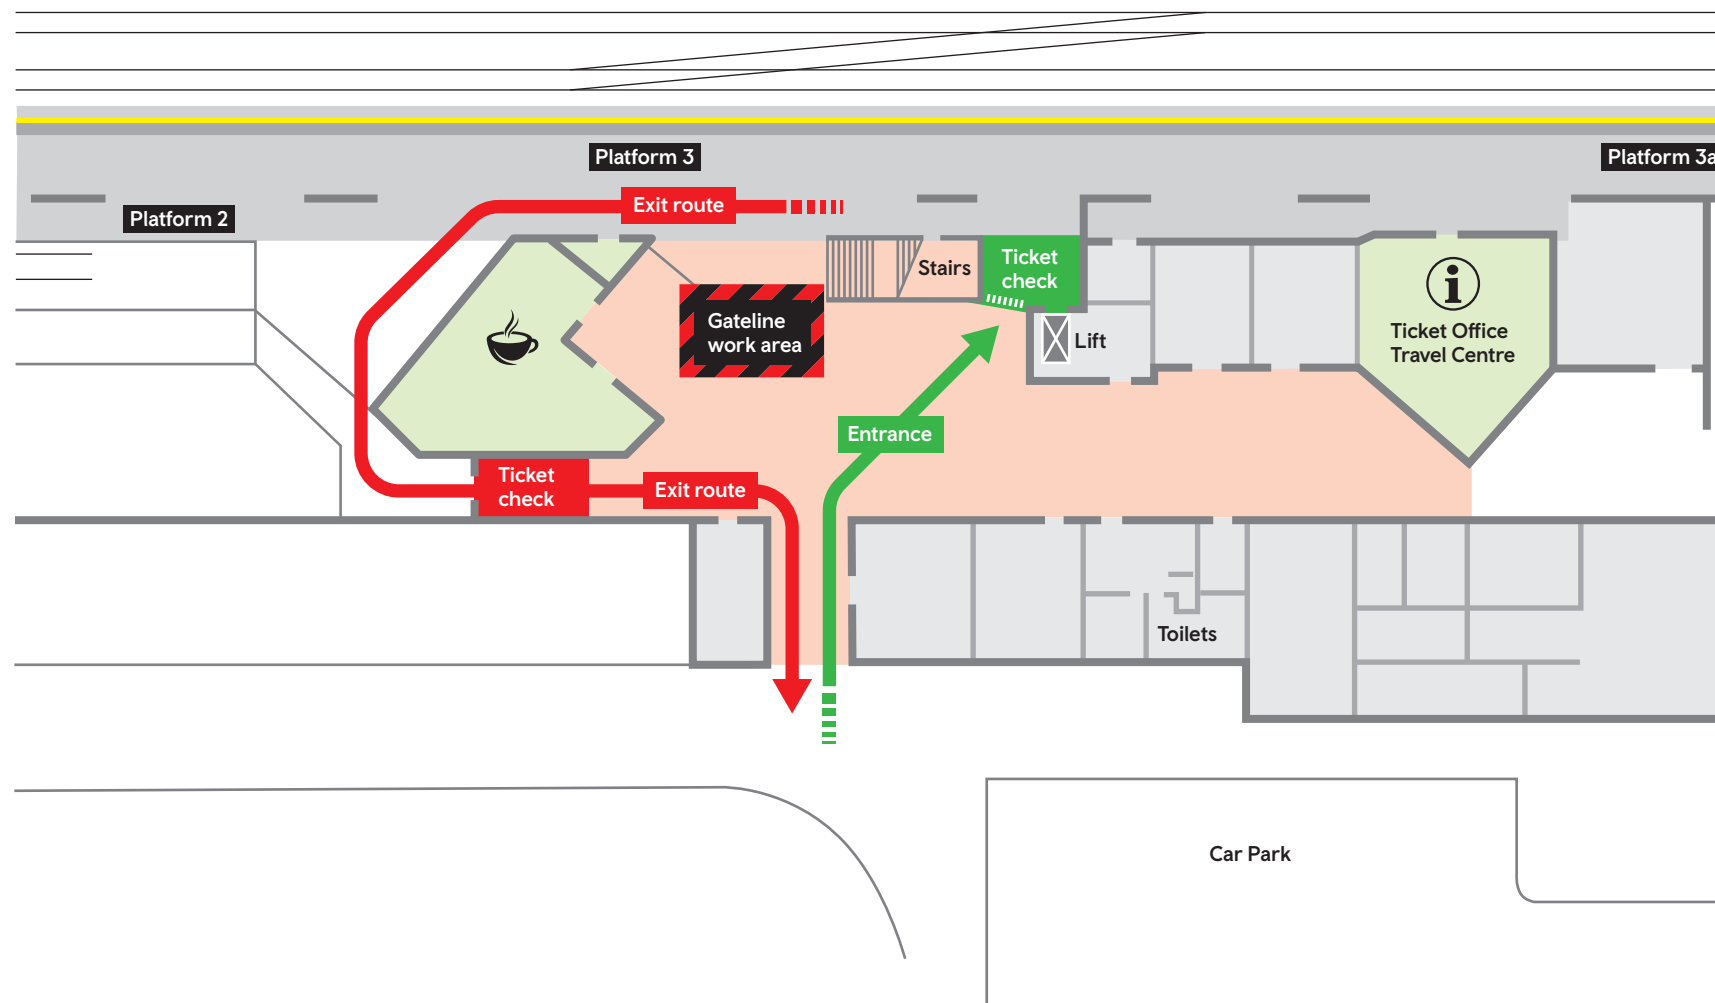 Platform 3
Platform 3a
Exit route
Platform 2
Ticket
check
Stairs
Gateline
work area
Lift
Ticket Office
Travel Centre
Entrance
Ticket
check
Exit route
Toilets
Car Park